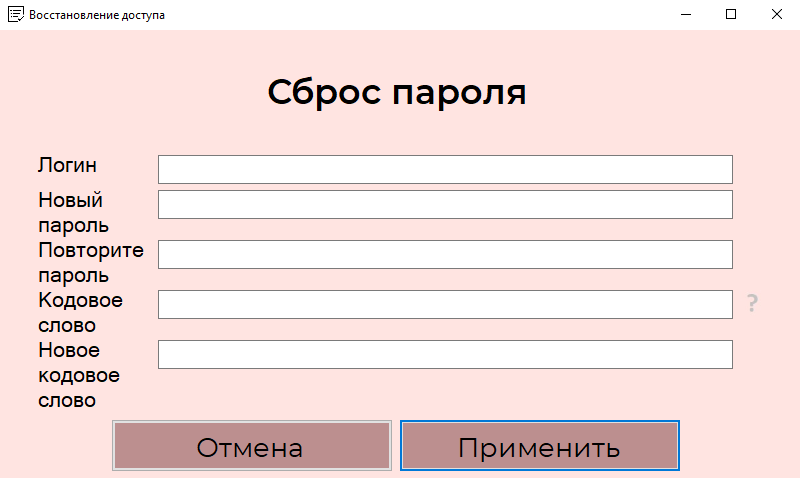 Восстановление доступа
Сброс пароля
Логин
Новый
пароль
Повторите
пароль
Кодовое
слово
?
Новое
кодовое
слово
Отмена
Применить